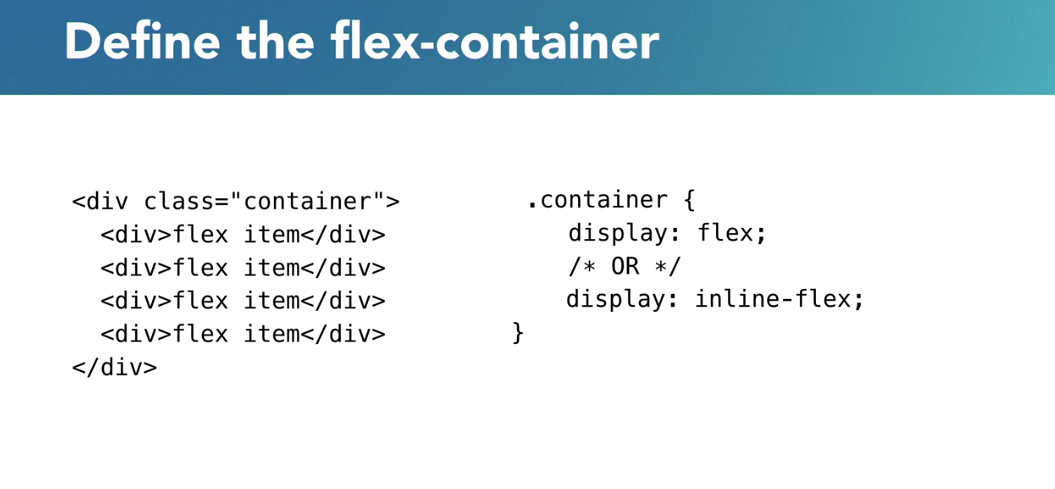 Define the flex-container
<div class="container">
  <div>flex item</div>
  <div>flex item</div>
  <div>flex item</div>
  <div>flex item</div>
</div>
.container {
   display: flex;
   /* OR */
   display: inline-flex;
}